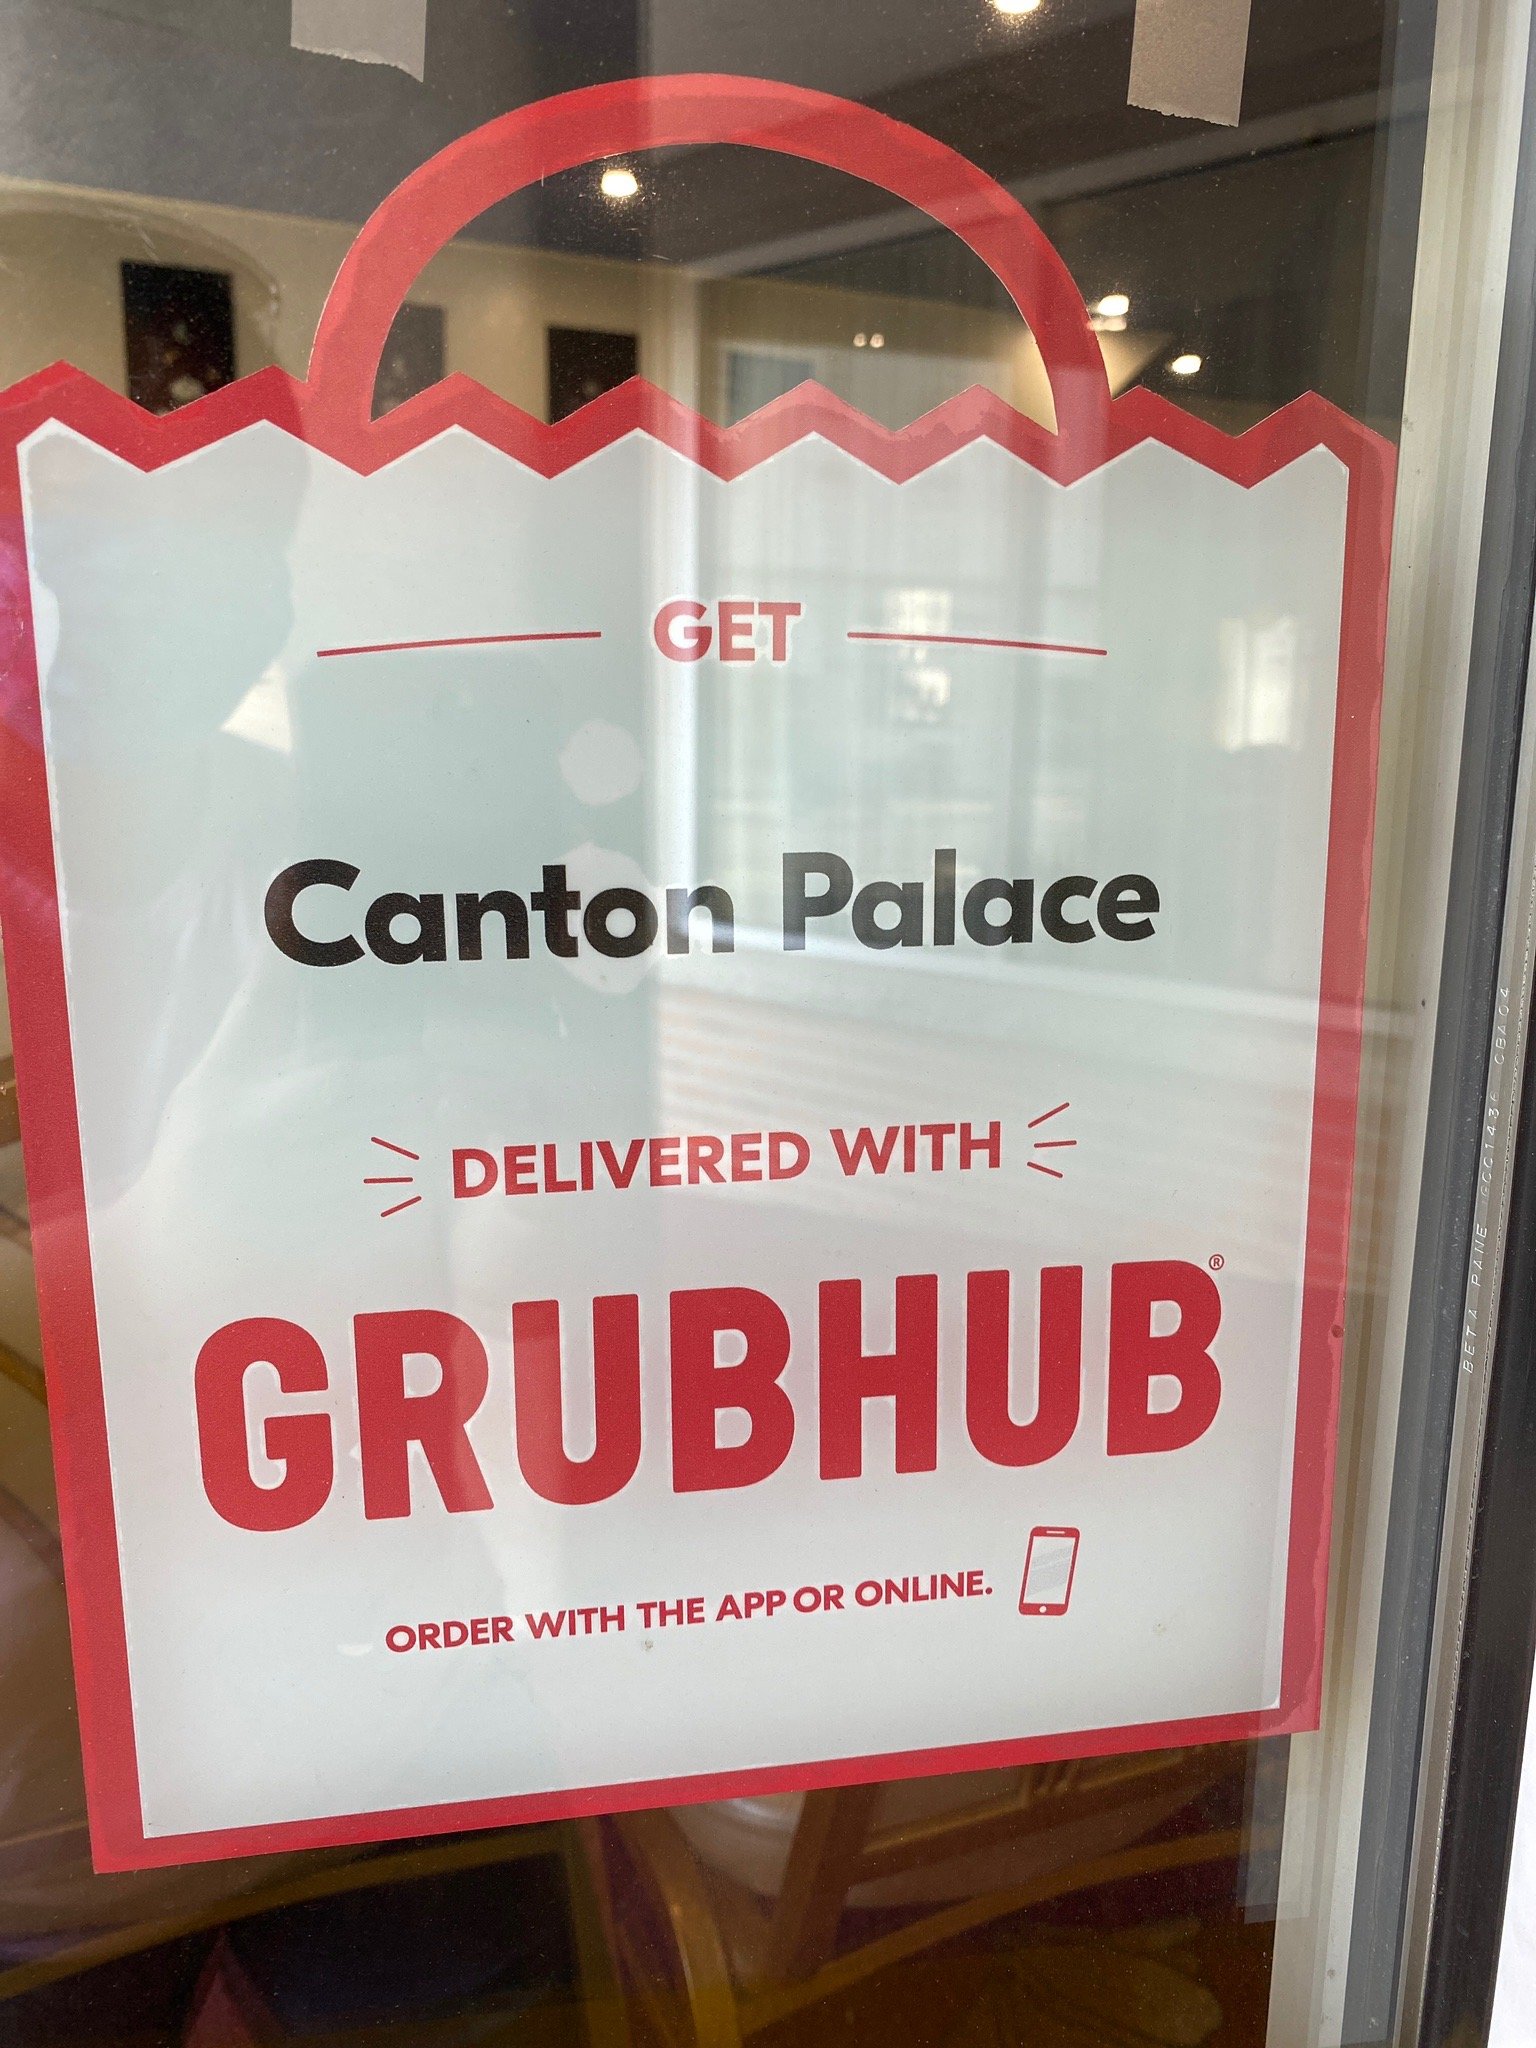 GET
Canton Palace
DELIVERED WITH
GRUBHUB®
ORDER WITH THE APP OR ONLINE.